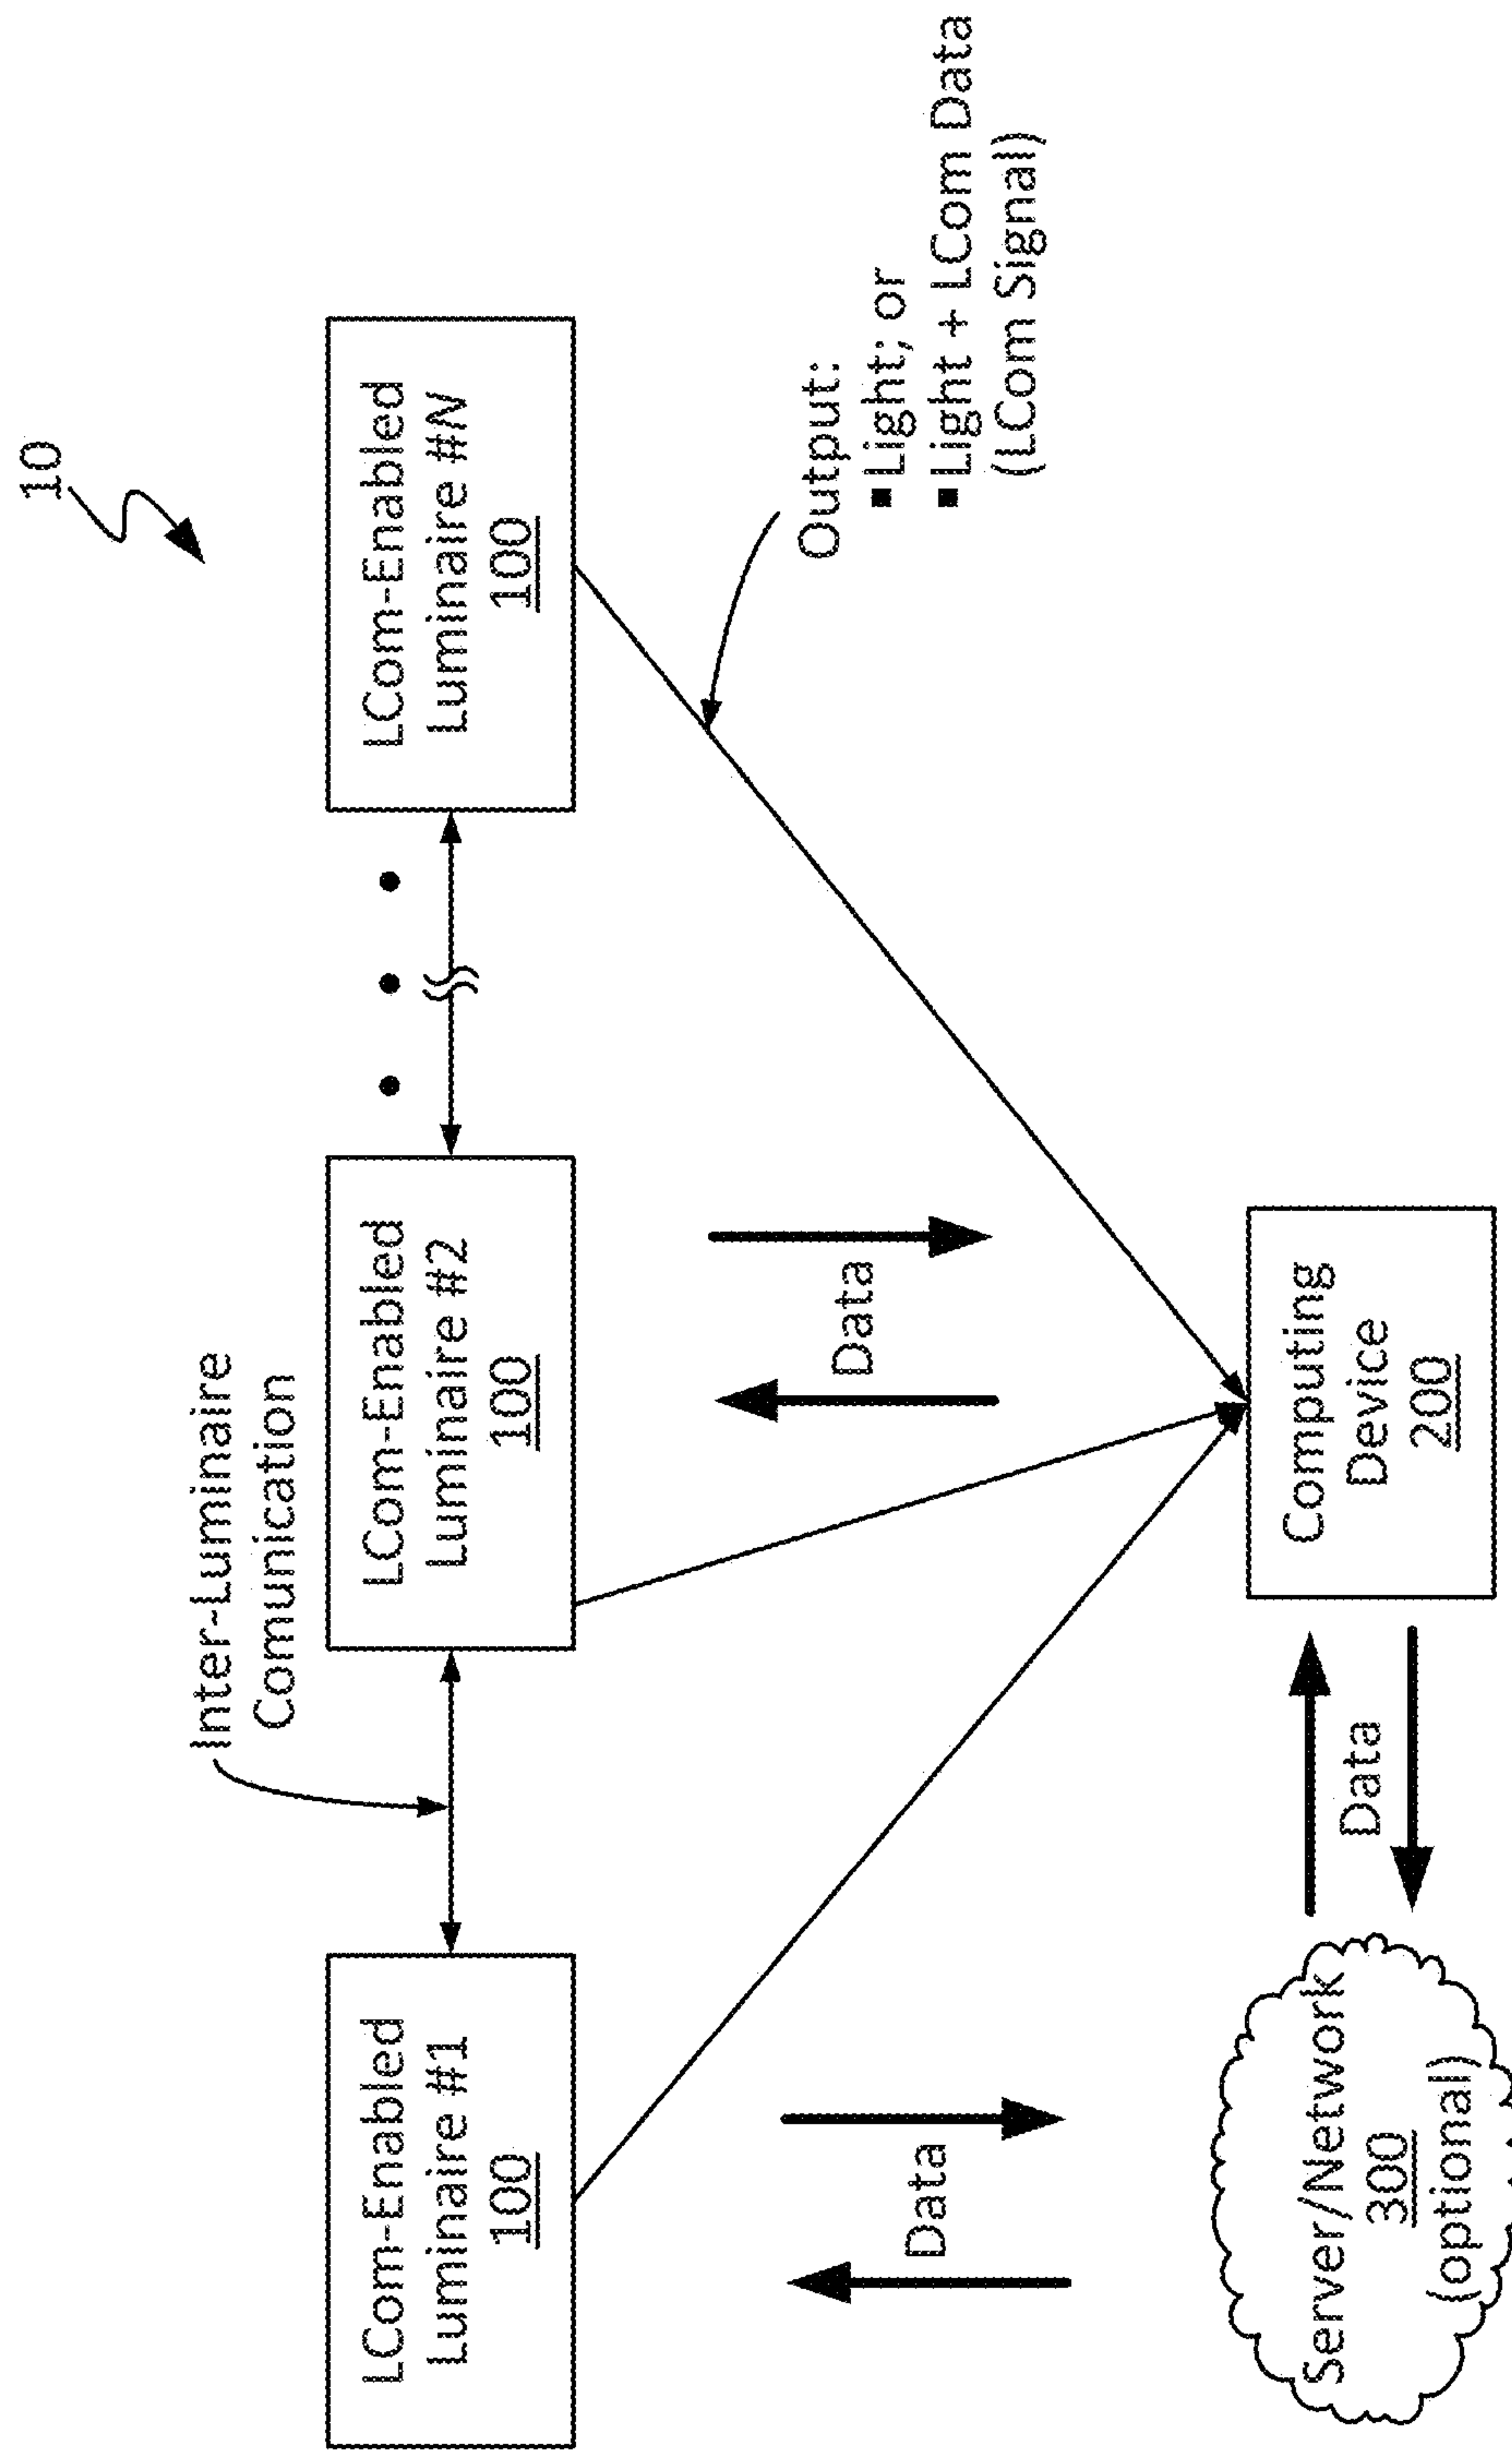 10
Inter-Luminaire
Comunication
LCom-Enabled
Luminaire #1
100
LCom-Enabled
Luminaire #2
100
LCom-Enabled
Luminaire #N
100
Output:
▪ Light; or
▪ Light + LCom Data
(LCom Signal)
Data
Data
Server/Network
300
(optional)
Data
Computing
Device
200